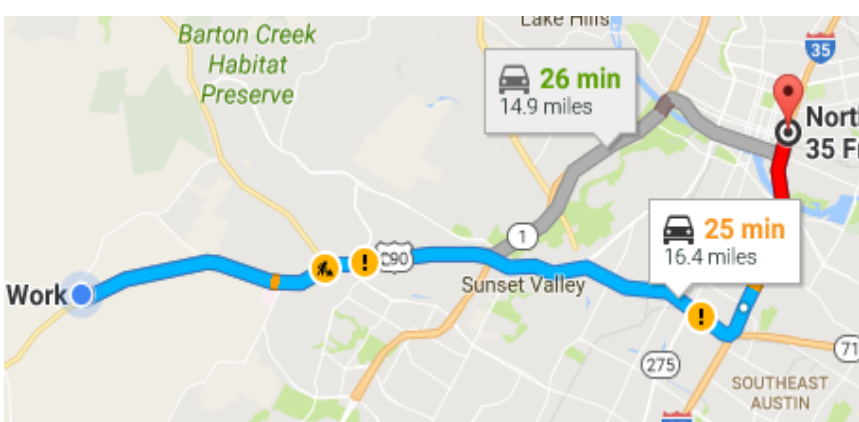 Lake Hills
Barton Creek
Habitat
Preserve
35
26 min
14.9 miles
35
1
25 min
16.4 miles
290
Work
Sunset Valley
!
!
275
71
SOUTHEAST
AUSTIN